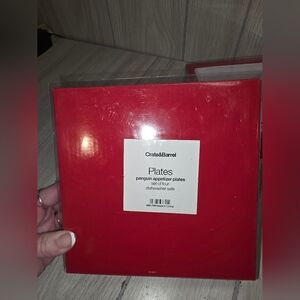 Crate&Barrel
Plates
penguin appetizer plates
set of four
dishwasher safe